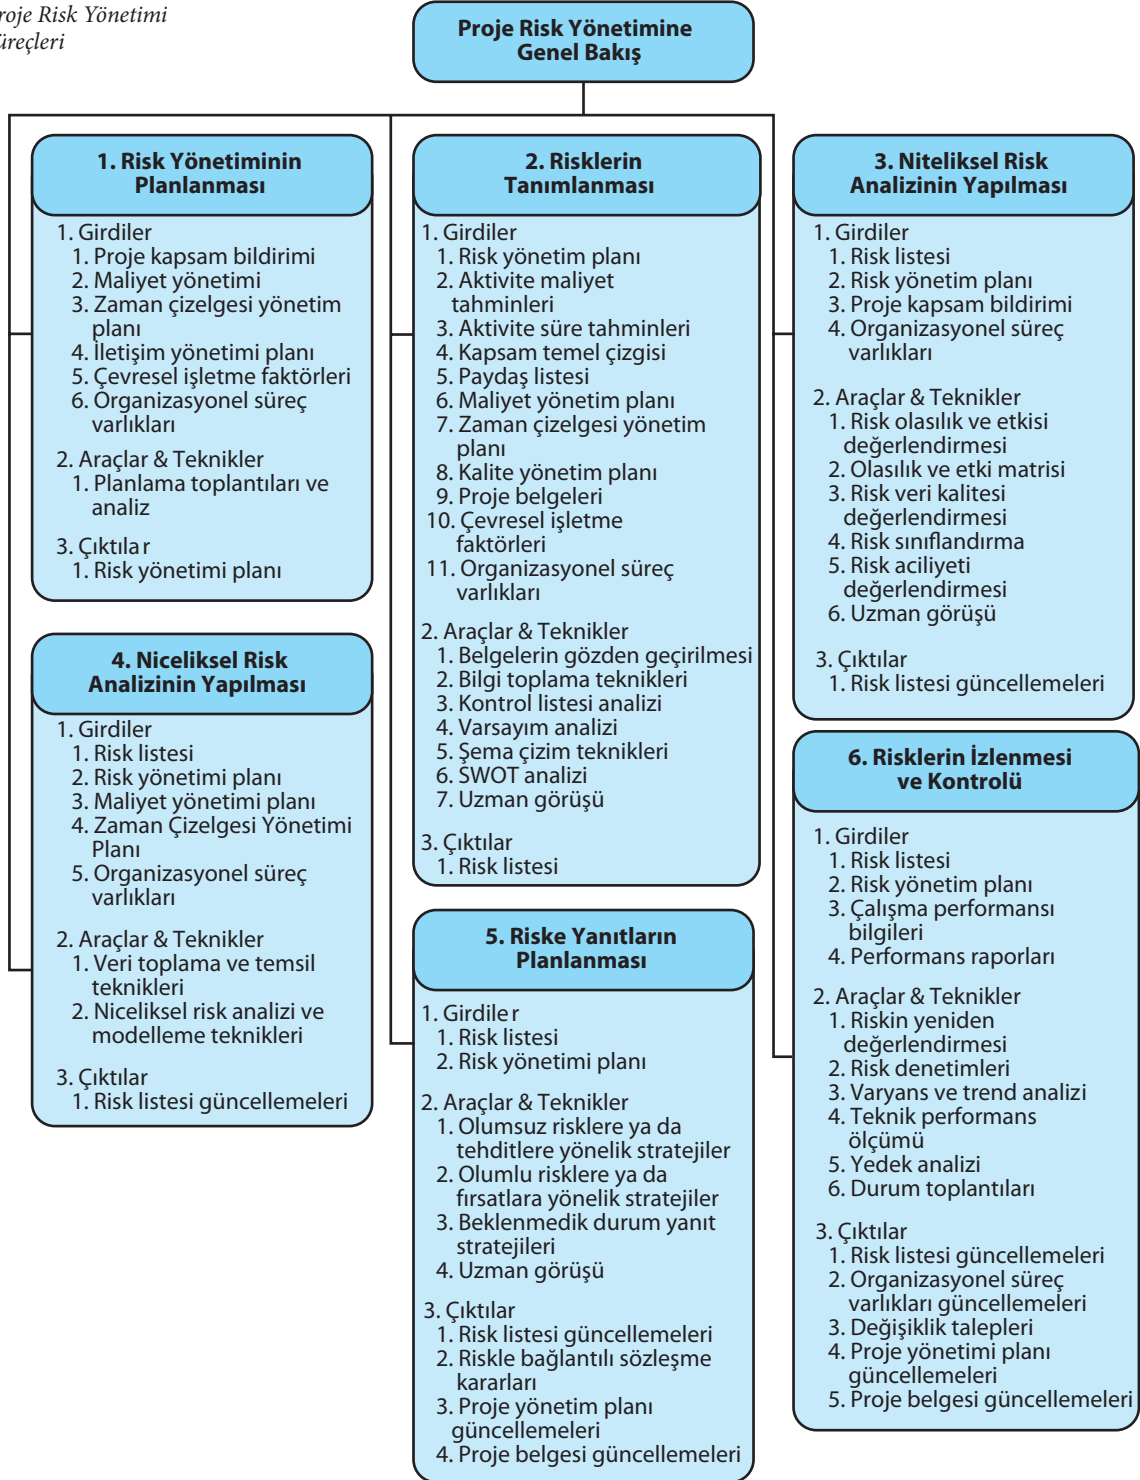 roje Risk Yönetimi
üreçleri
Proje Risk Yönetimine
Genel Bakış
1. Risk Yönetiminin
Planlanması
1. Girdiler
1. Proje kapsam bildirimi
2. Maliyet yönetimi
3. Zaman çizelgesi yönetim
planı
4. İletişim yönetimi planı
5. Çevresel işletme faktörleri
6. Organizasyonel süreç
varlıkları
2. Araçlar & Teknikler
1. Planlama toplantıları ve
analiz
3. Çıktılar
1. Risk yönetimi planı
2. Risklerin
Tanımlanması
1. Girdiler
1. Risk yönetim planı
2. Aktivite maliyet
tahminleri
3. Aktivite süre tahminleri
4. Kapsam temel çizgisi
5. Paydaş listesi
6. Maliyet yönetim planı
7. Zaman çizelgesi yönetim
planı
8. Kalite yönetim planı
9. Proje belgeleri
10. Çevresel işletme
faktörleri
11. Organizasyonel süreç
varlıkları
2. Araçlar & Teknikler
1. Belgelerin gözden geçirilmesi
2. Bilgi toplama teknikleri
3. Kontrol listesi analizi
4. Varsayım analizi
5. Şema çizim teknikleri
6. SWOT analizi
7. Uzman görüşü
3. Çıktılar
1. Risk listesi
3. Niteliksel Risk
Analizinin Yapılması
1. Girdiler
1. Risk listesi
2. Risk yönetim planı
3. Proje kapsam bildirimi
4. Organizasyonel süreç
varlıkları
2. Araçlar & Teknikler
1. Risk olasılık ve etkisi
değerlendirmesi
2. Olasılık ve etki matrisi
3. Risk veri kalitesi
değerlendirmesi
4. Risk sınıflandırma
5. Risk aciliyeti
değerlendirmesi
6. Uzman görüşü
3. Çıktılar
1. Risk listesi güncellemeleri
4. Niceliksel Risk
Analizinin Yapılması
1. Girdiler
1. Risk listesi
2. Risk yönetimi planı
3. Maliyet yönetimi planı
4. Zaman Çizelgesi Yönetimi
Planı
5. Organizasyonel süreç
varlıkları
2. Araçlar & Teknikler
1. Veri toplama ve temsil
teknikleri
2. Niceliksel risk analizi ve
modelleme teknikleri
3. Çıktılar
1. Risk listesi güncellemeleri
5. Riske Yanıtların
Planlanması
1. Girdiler
1. Risk listesi
2. Risk yönetimi planı
2. Araçlar & Teknikler
1. Olumsuz risklere ya da
tehditlere yönelik stratejiler
2. Olumlu risklere ya da
fırsatlara yönelik stratejiler
3. Beklenmedik durum yanıt
stratejileri
4. Uzman görüşü
3. Çıktılar
1. Risk listesi güncellemeleri
2. Riskle bağlantılı sözleşme
kararları
3. Proje yönetim planı
güncellemeleri
4. Proje belgesi güncellemeleri
6. Risklerin İzlenmesi
ve Kontrolü
1. Girdiler
1. Risk listesi
2. Risk yönetim planı
3. Çalışma performansı
bilgileri
4. Performans raporları
2. Araçlar & Teknikler
1. Riskin yeniden
değerlendirmesi
2. Risk denetimleri
3. Varyans ve trend analizi
4. Teknik performans
ölçümü
5. Yedek analizi
6. Durum toplantıları
3. Çıktılar
1. Risk listesi güncellemeleri
2. Organizasyonel süreç
varlıkları güncellemeleri
3. Değişiklik talepleri
4. Proje yönetimi planı
güncellemeleri
5. Proje belgesi güncellemeleri